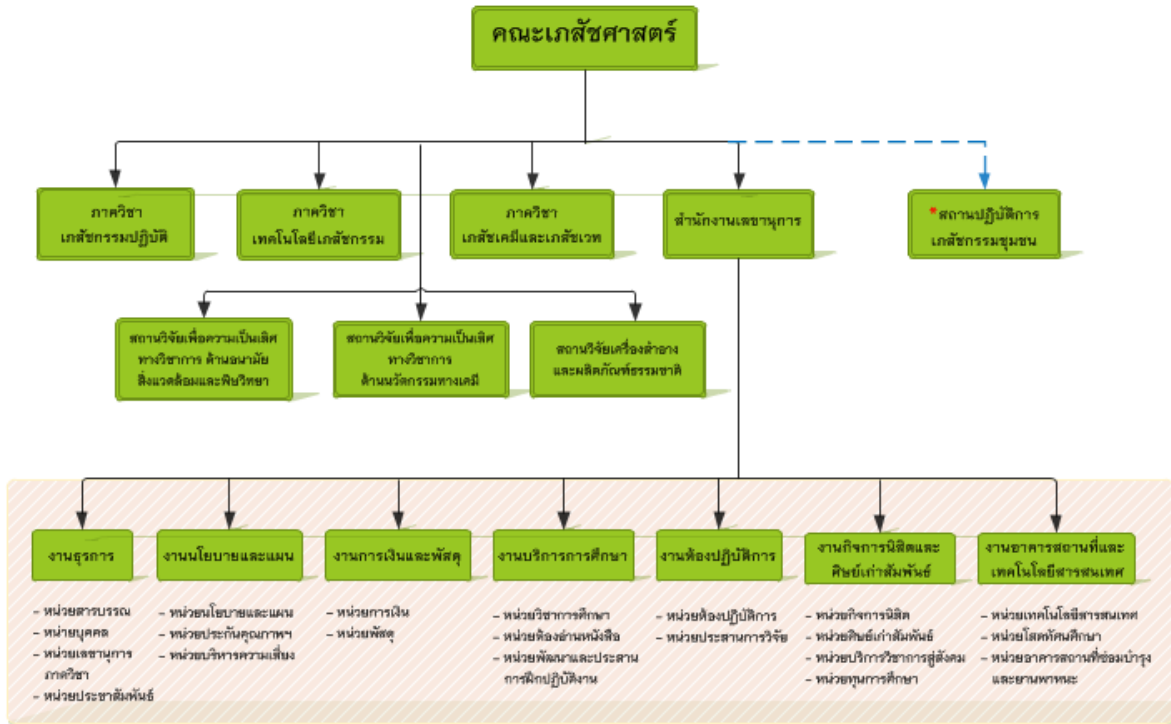 คณะเภสัชศาสตร์
ภาควิชา
เภสัชกรรมปฏิบัติ
ภาควิชา
เทคโนโลยีเภสัชกรรม
ภาควิชา
เภสัชเคมีและเภสัชเวท
สำนักงานเลขานุการ
*สถานปฏิบัติการ
เภสัชกรรมชุมชน
สถานวิจัยเพื่อความเป็นเลิศ
ทางวิชาการ ด้านอนามัย
สิ่งแวดล้อมและพิษวิทยา
สถานวิจัยเพื่อความเป็นเลิศ
ทางวิชาการ
ด้านนวัตกรรมทางเคมี
สถานวิจัยเครื่องสำอาง
และผลิตภัณฑ์ธรรมชาติ
งานธุรการ
– หน่วยสารบรรณ
– หน่ายบุคคล
– หน่วยเลขานุการ
ภาควิชา
– หน่วยประชาสัมพันธ์
งานนโยบายและแผน
– หน่วยนโยบายและแผน
– หน่วยประกันคุณภาพฯ
– หน่วยบริหารความเสี่ยง
งานการเงินและพัสดุ
– หน่วยการเงิน
– หน่วยพัสดุ
งานบริการการศึกษา
– หน่วยวิชาการศึกษา
– หน่วยห้องอ่านหนังสือ
– หน่วยพัฒนาและประสาน
การฝึกปฏิบัติงาน
งานห้องปฏิบัติการ
– หน่วยห้องปฏิบัติการ
– หน่วยประสานการวิจัย
งานกิจการนิสิตและ
ศิษย์เก่าสัมพันธ์
– หน่วยกิจการนิสิต
– หน่วยศิษย์เก่าสัมพันธ์
– หน่วยบริการวิชาการสู่สังคม
– หน่วยทุนการศึกษา
งานอาคารสถานที่และ
เทคโนโลยีสารสนเทศ
– หน่วยเทคโนโลยีสารสนเทศ
– หน่วยโสตทัศนศึกษา
– หน่วยอาคารสถานที่ซ่อมบำรุง
และยานพาหนะ